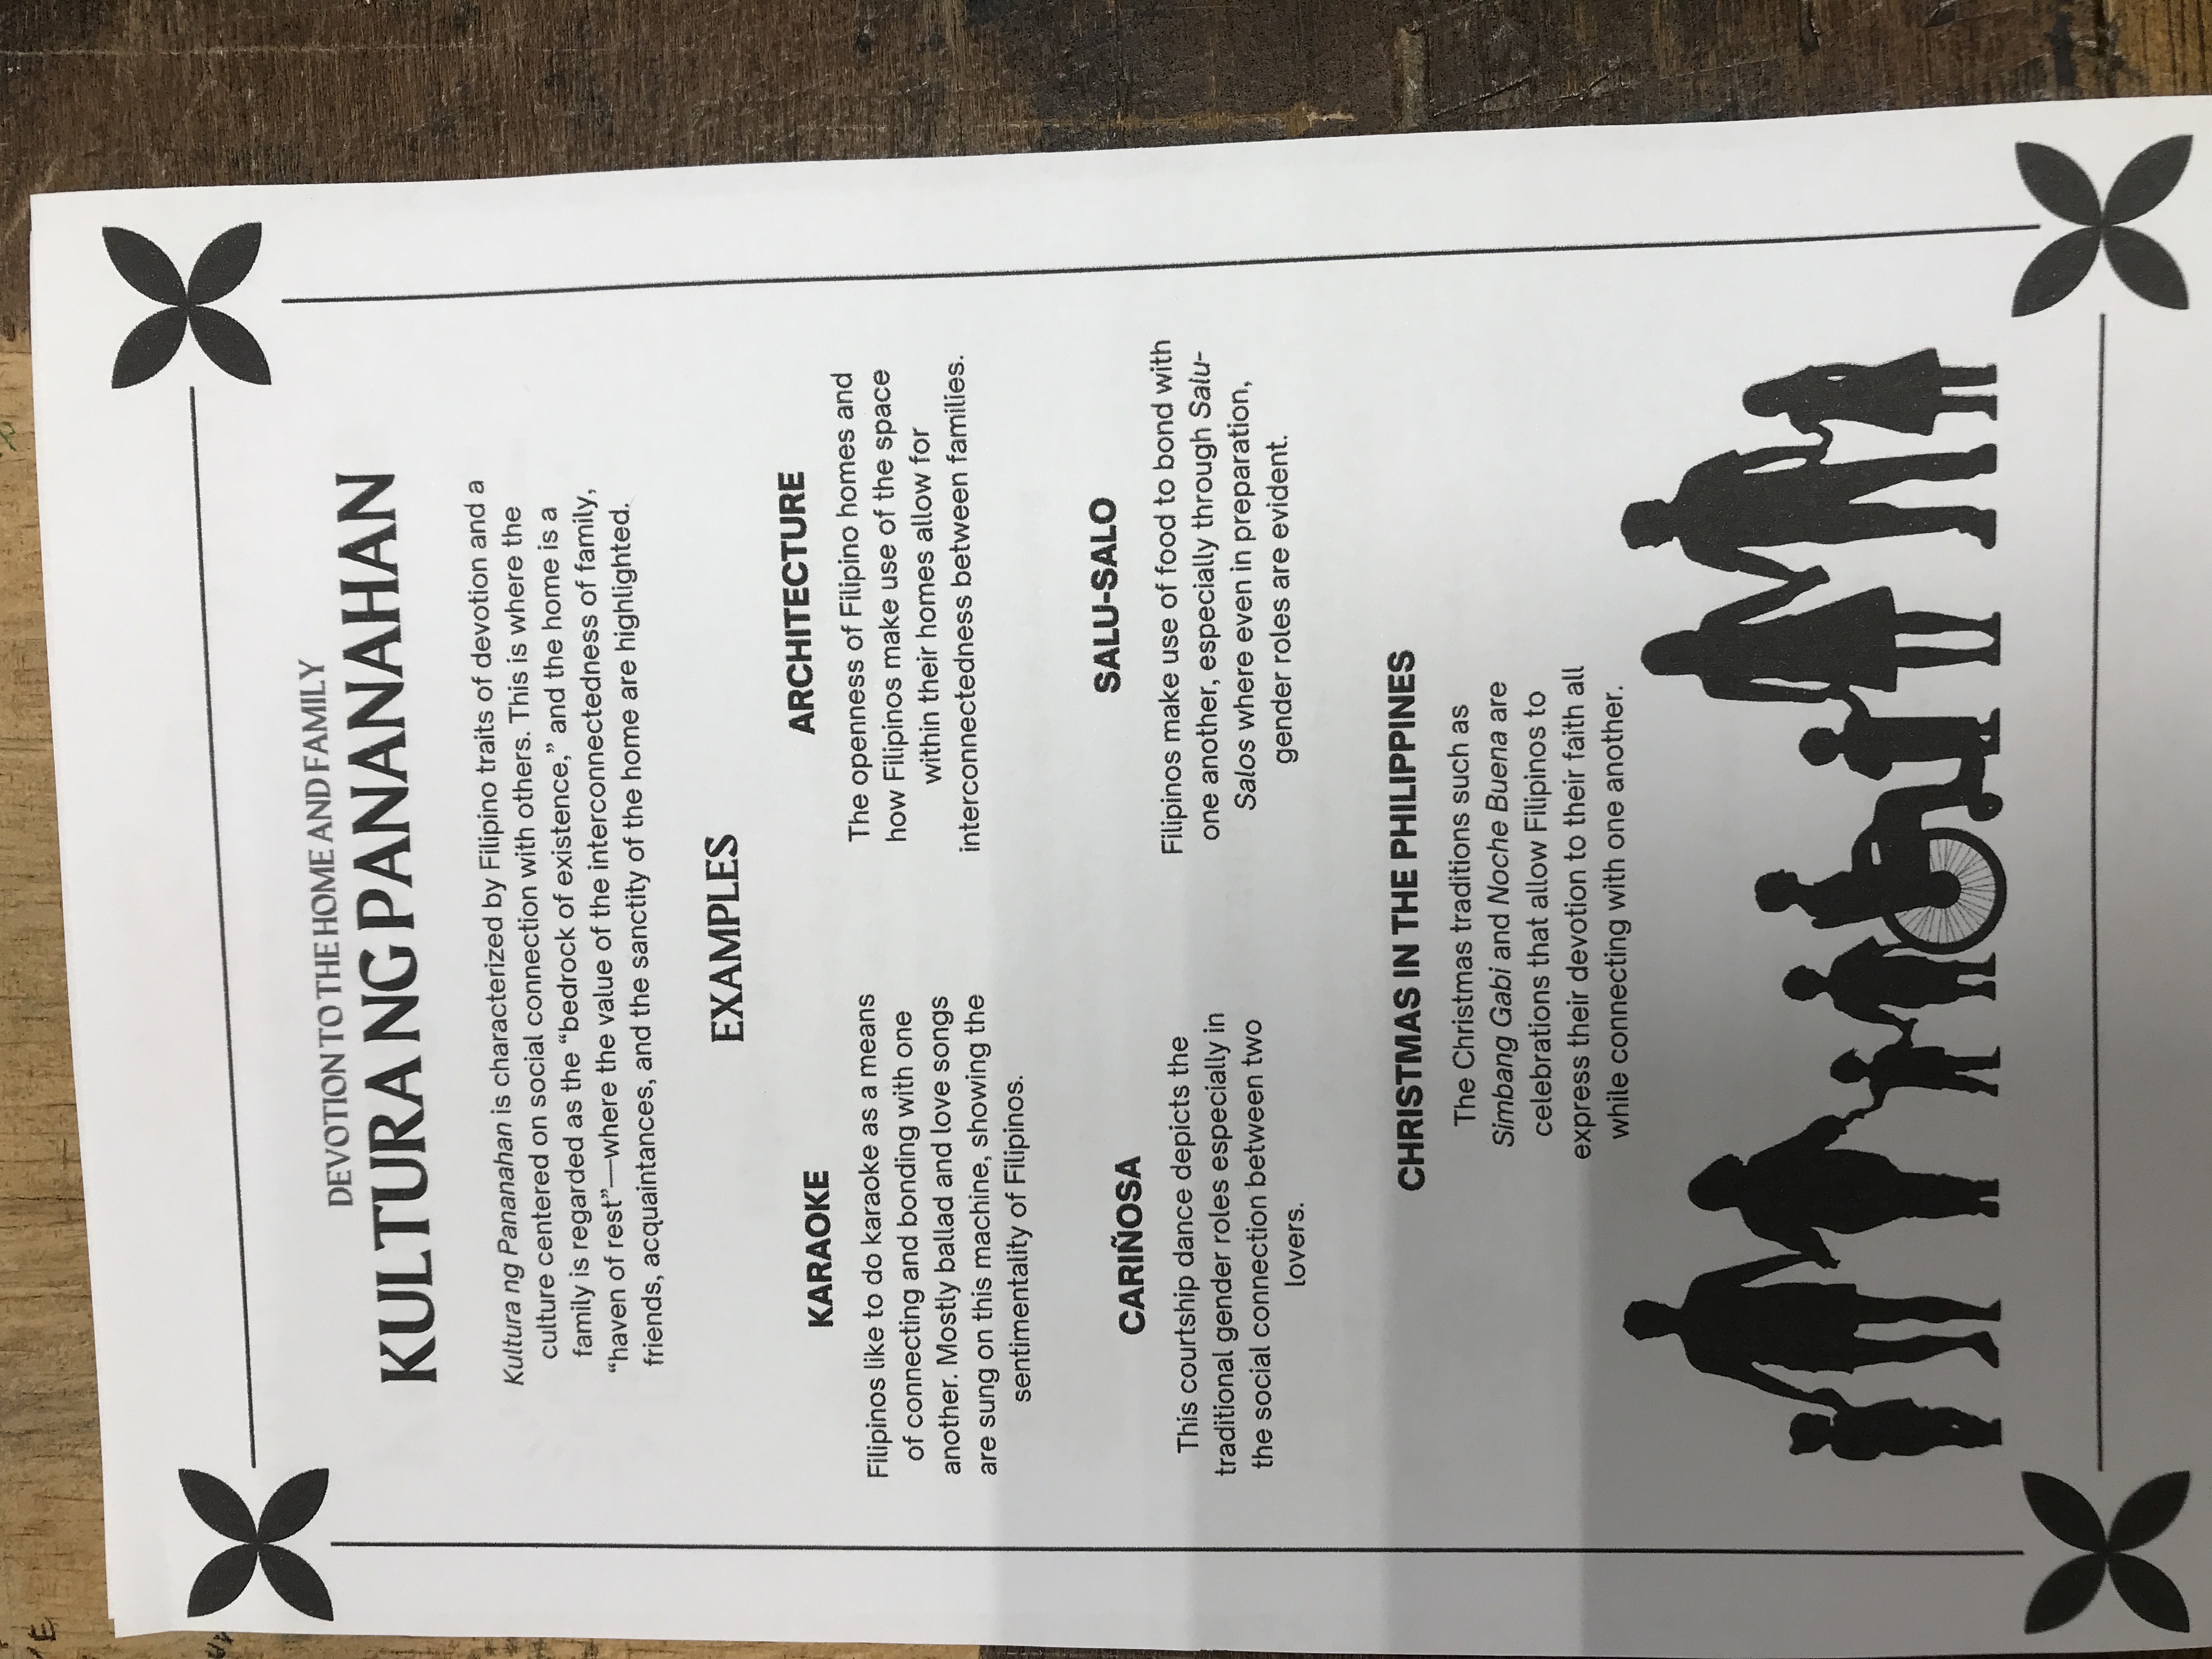 DEVOTION TO THE HOME AND FAMILY
KULTURA NG PANANAHAN
Kultura ng Pananahan is characterized by Filipino traits of devotion and a
culture centered on social connection with others. This is where the
family is regarded as the “bedrock of existence,” and the home is a
“haven of rest”—where the value of the interconnectedness of family,
friends, acquaintances, and the sanctity of the home are highlighted.
EXAMPLES
KARAOKE
Filipinos like to do karaoke as a means
of connecting and bonding with one
another. Mostly ballad and love songs
are sung on this machine, showing the
sentimentality of Filipinos.
ARCHITECTURE
The openness of Filipino homes and
how Filipinos make use of the space
within their homes allow for
interconnectedness between families.
CARIÑOSA
This courtship dance depicts the
traditional gender roles especially in
the social connection between two
lovers.
SALU-SALO
Filipinos make use of food to bond with
one another, especially through Salu-
Salos where even in preparation,
gender roles are evident.
CHRISTMAS IN THE PHILIPPINES
The Christmas traditions such as
Simbang Gabi and Noche Buena are
celebrations that allow Filipinos to
express their devotion to their faith all
while connecting with one another.